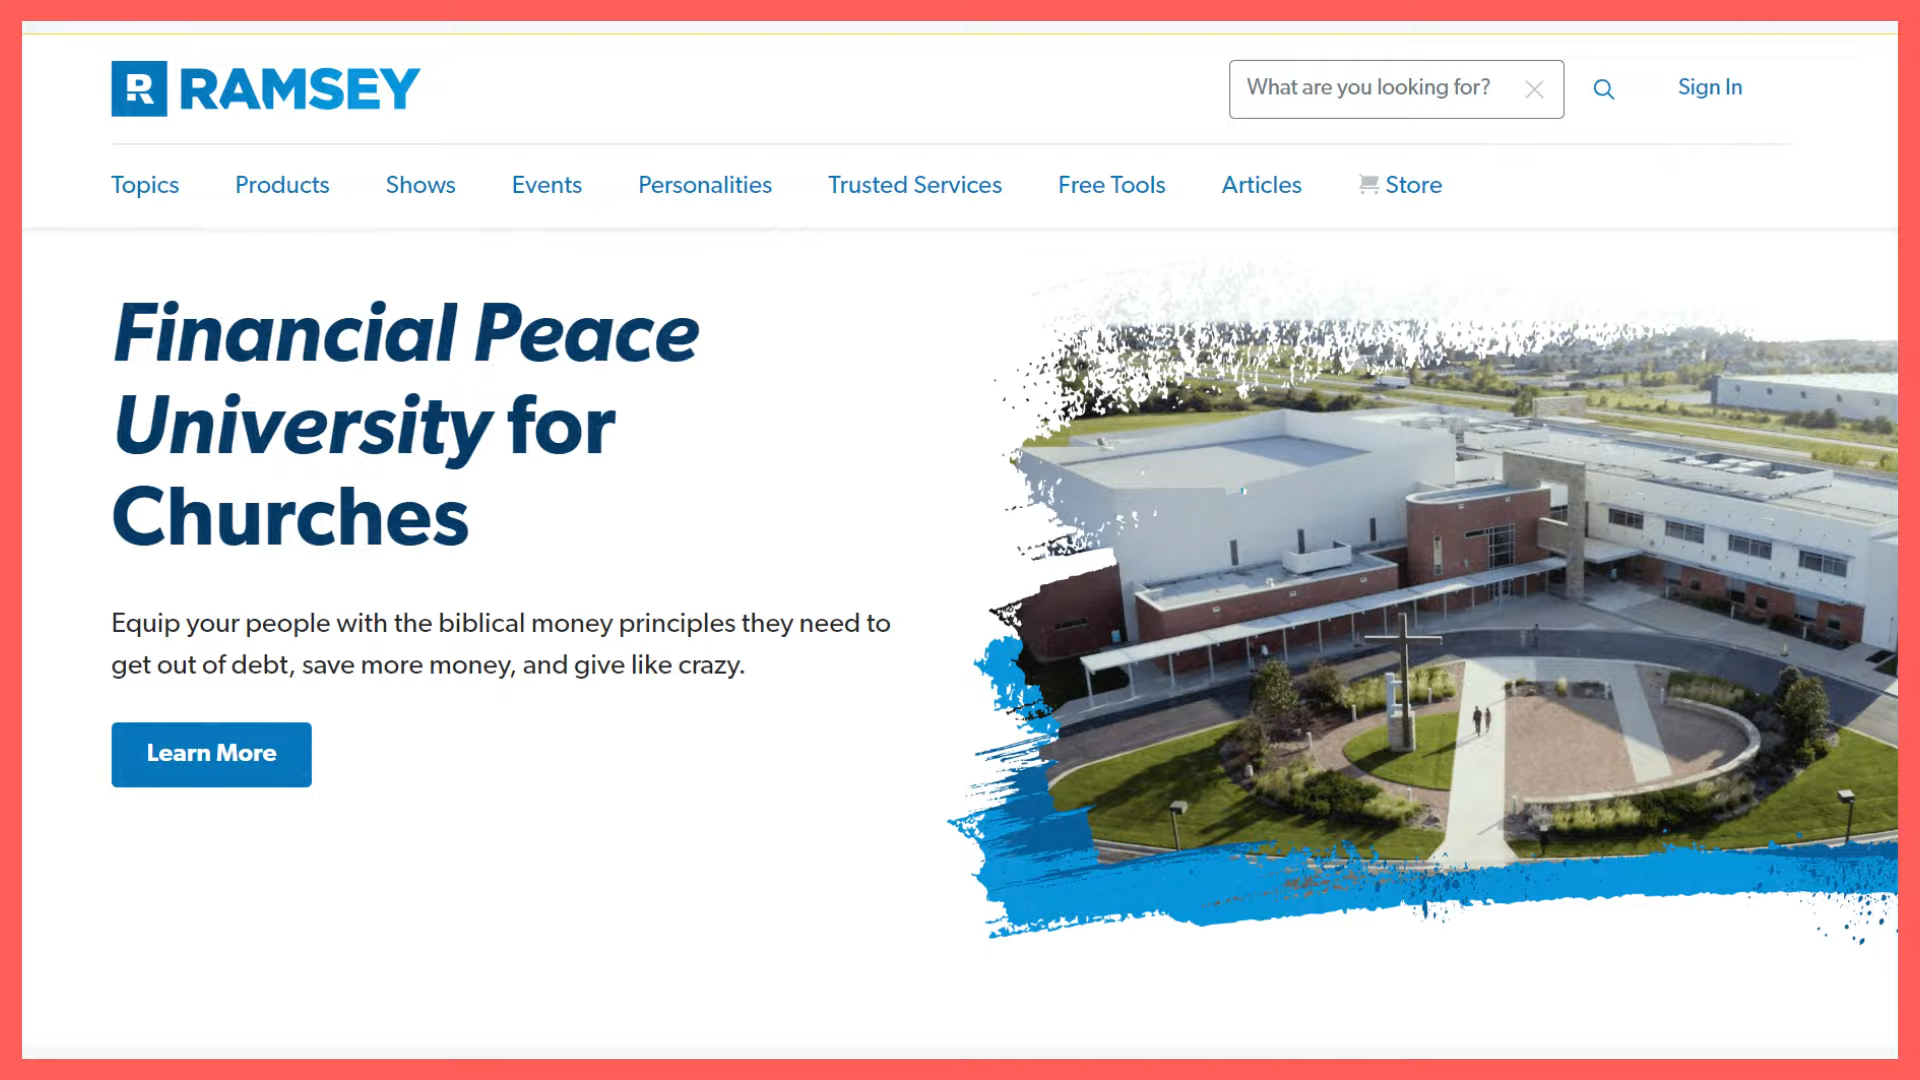 R RAMSEY
What are you looking for?
Sign In
Topics Products Shows Events Personalities Trusted Services Free Tools Articles Store
Financial Peace
University for
Churches
Equip your people with the biblical money principles they need to
get out of debt, save more money, and give like crazy.
Learn More